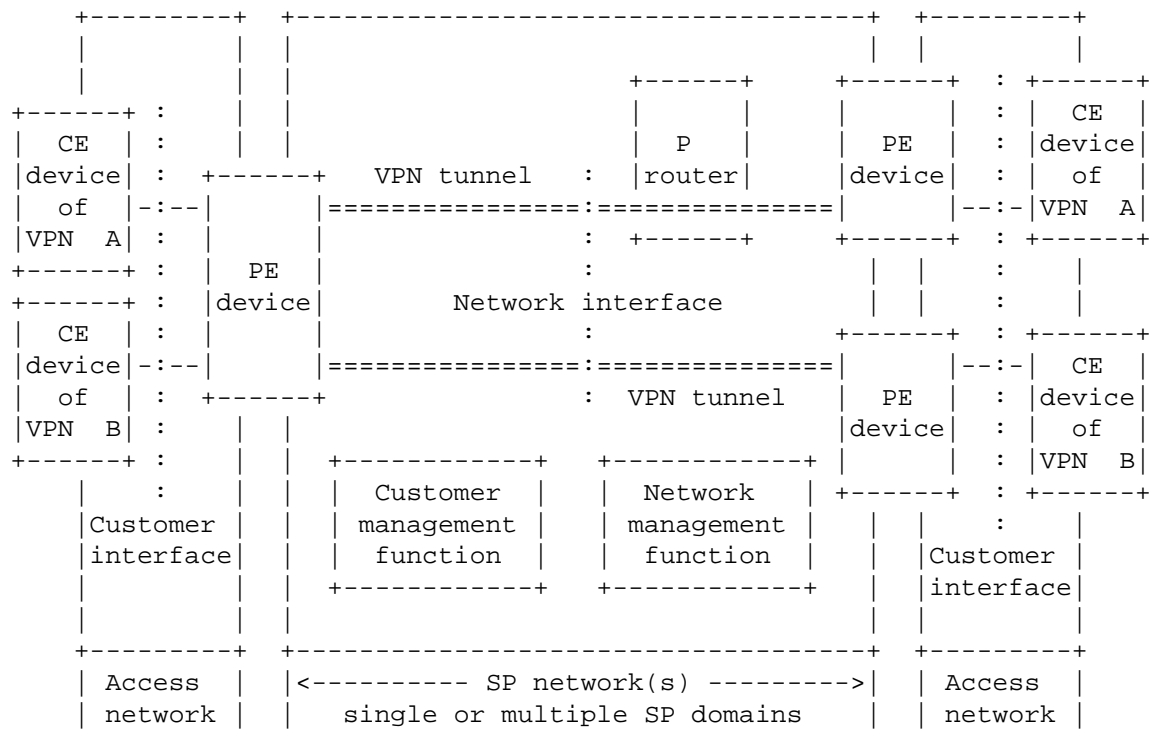 P
router
PE
device
CE
device
of
VPN A
CE
device
of
VPN A
VPN tunnel
PE
device
Network interface
CE
device
of
VPN B
VPN tunnel
PE
device
CE
device
of
VPN B
Customer
management
function
Network
management
function
Customer
interface
Customer
interface
Access
network
<---------- SP network(s) --------->
single or multiple SP domains
Access
network